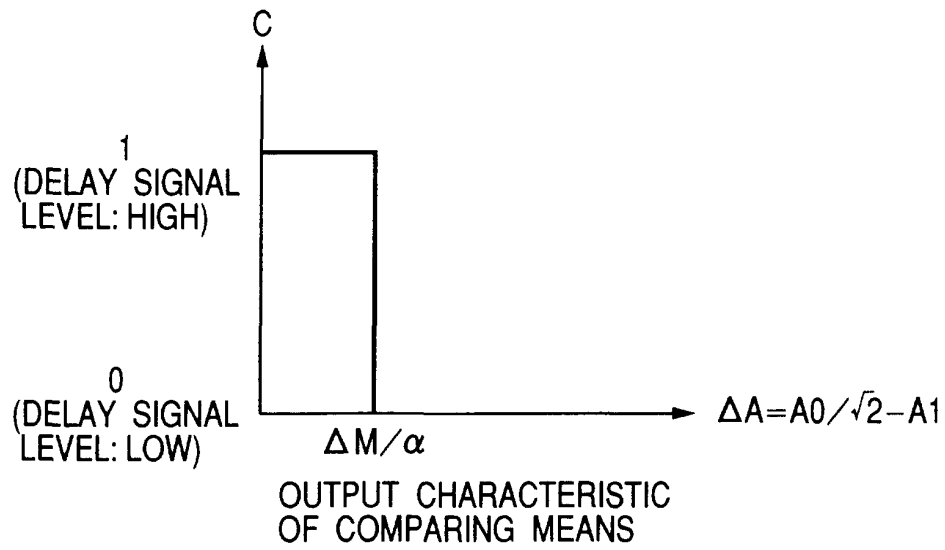 C
1
(DELAY SIGNAL
LEVEL: HIGH)
0
(DELAY SIGNAL
LEVEL: LOW)
ΔM/α
ΔA=A0/√2-A1
OUTPUT CHARACTERISTIC
OF COMPARING MEANS